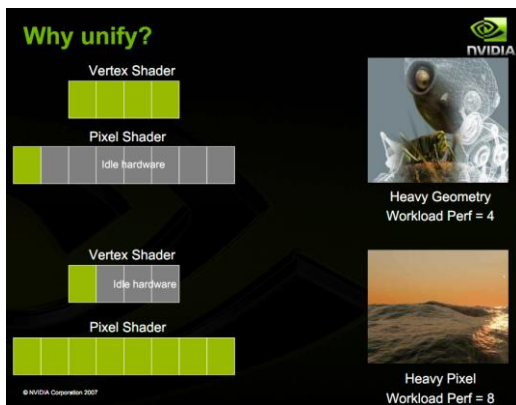 Why unify?
NVIDIA
Vertex Shader
Pixel Shader
Idle hardware
Heavy Geometry
Workload Perf = 4
Vertex Shader
Idle hardware
Pixel Shader
Heavy Pixel
Workload Perf = 8
© NVIDIA Corporation 2007